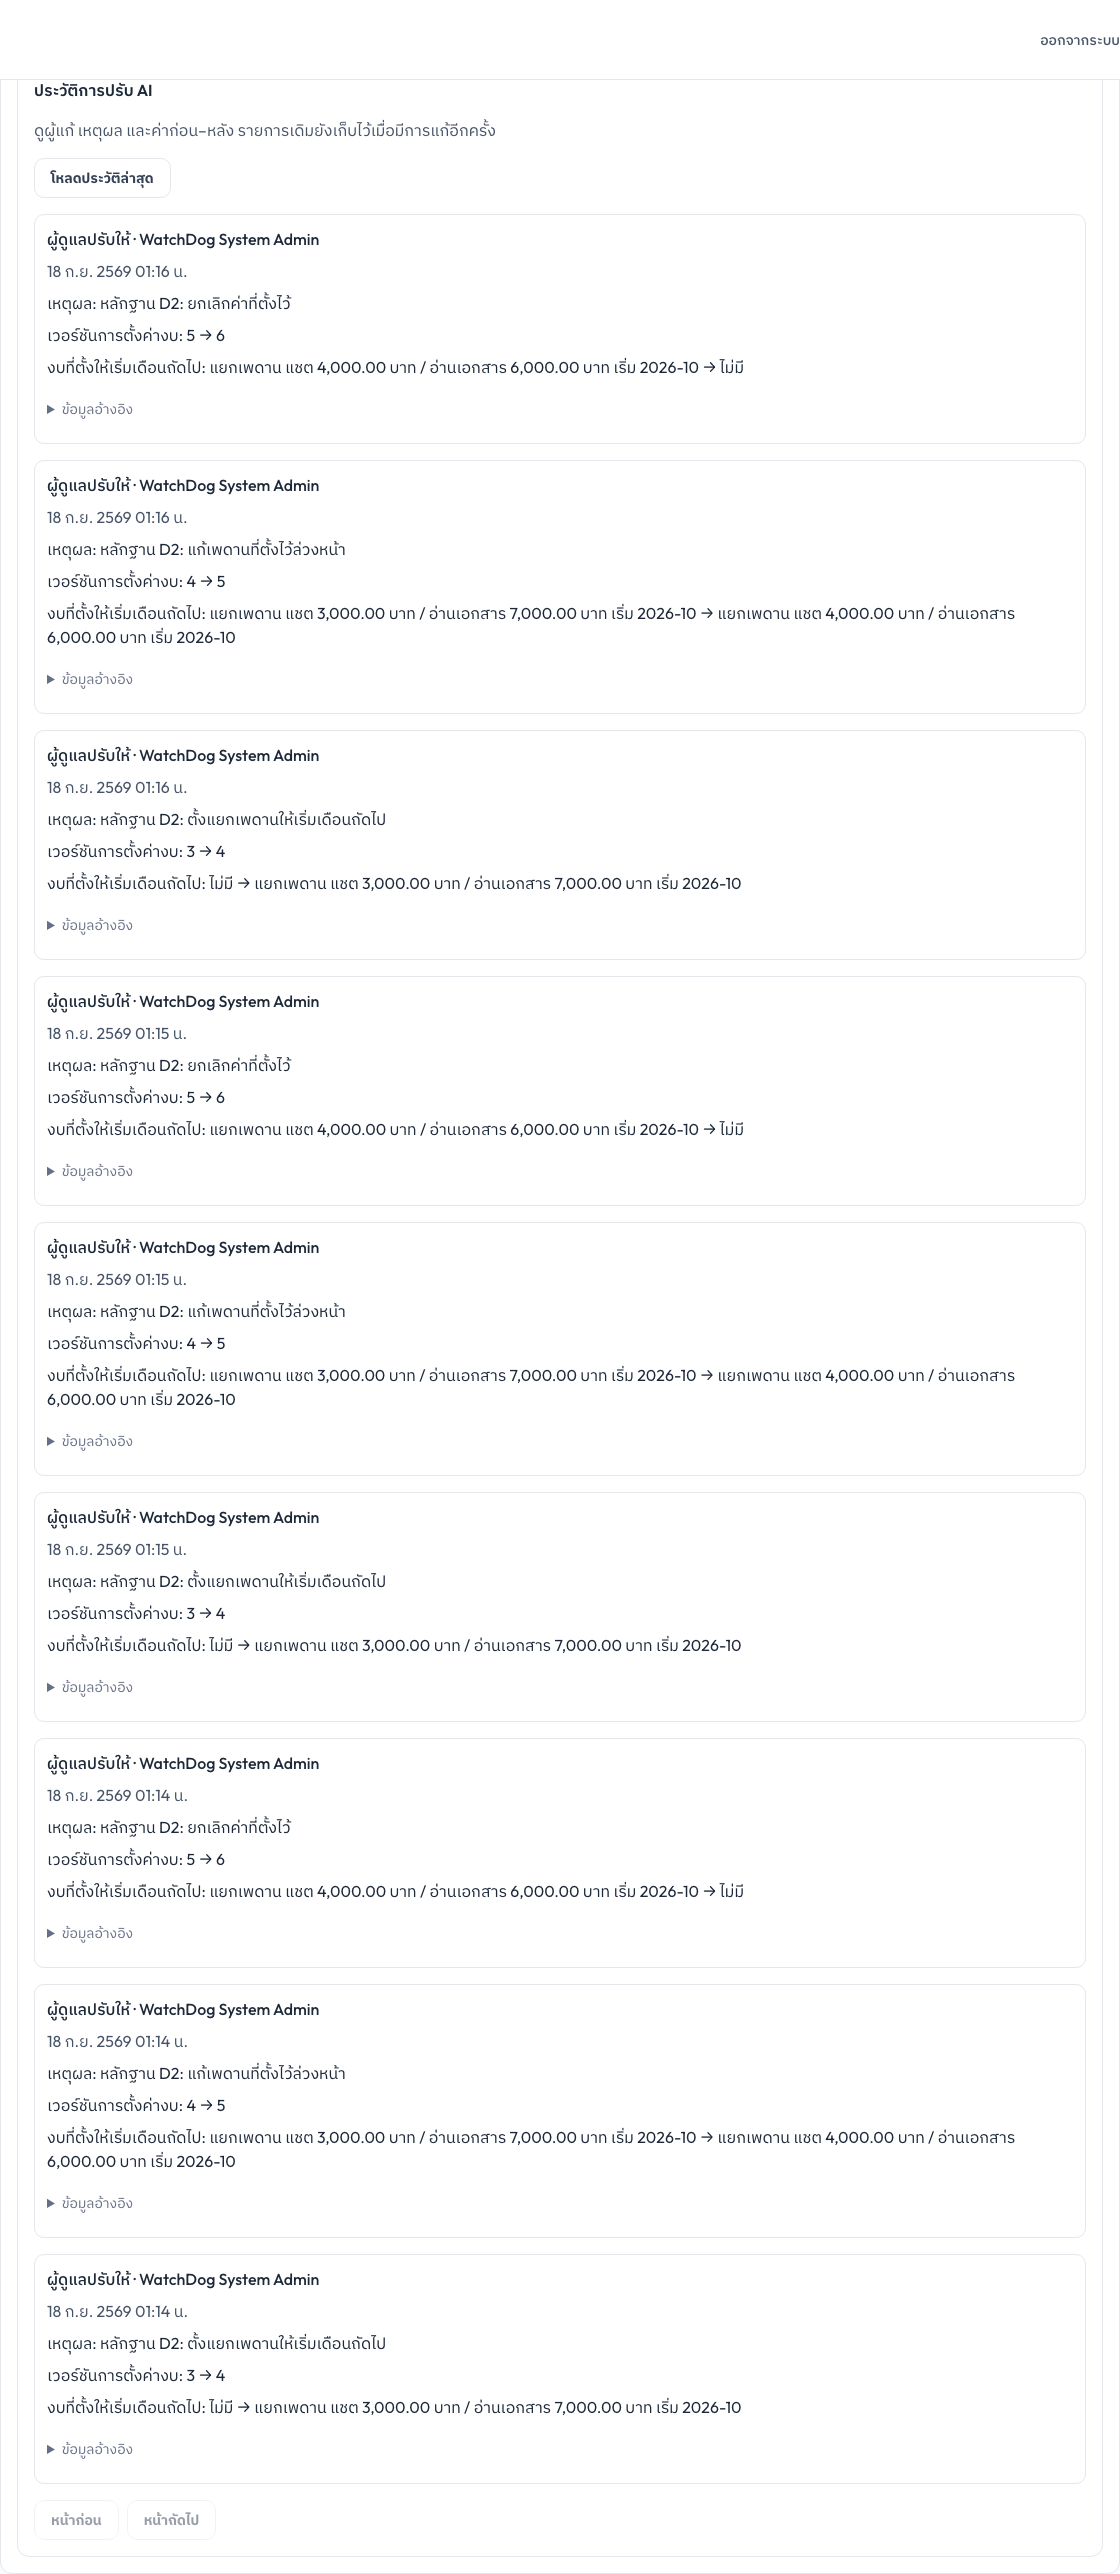 ออกจากระบบ
ประวัติการปรับ AI
ดูผู้แก้ เหตุผล และค่าก่อน–หลัง รายการเดิมยังเก็บไว้เมื่อมีการแก้อีกครั้ง
โหลดประวัติล่าสุด
ผู้ดูแลปรับให้ · WatchDog System Admin
18 ก.ย. 2569 01:16 น.
เหตุผล: หลักฐาน D2: ยกเลิกค่าที่ตั้งไว้
เวอร์ชันการตั้งค่างบ: 5 → 6
งบที่ตั้งให้เริ่มเดือนถัดไป: แยกเพดาน แชต 4,000.00 บาท / อ่านเอกสาร 6,000.00 บาท เริ่ม 2026-10 → ไม่มี
▶ ข้อมูลอ้างอิง
ผู้ดูแลปรับให้ · WatchDog System Admin
18 ก.ย. 2569 01:16 น.
เหตุผล: หลักฐาน D2: แก้เพดานที่ตั้งไว้ล่วงหน้า
เวอร์ชันการตั้งค่างบ: 4 → 5
งบที่ตั้งให้เริ่มเดือนถัดไป: แยกเพดาน แชต 3,000.00 บาท / อ่านเอกสาร 7,000.00 บาท เริ่ม 2026-10 → แยกเพดาน แชต 4,000.00 บาท / อ่านเอกสาร
6,000.00 บาท เริ่ม 2026-10
▶ ข้อมูลอ้างอิง
ผู้ดูแลปรับให้ · WatchDog System Admin
18 ก.ย. 2569 01:16 น.
เหตุผล: หลักฐาน D2: ตั้งแยกเพดานให้เริ่มเดือนถัดไป
เวอร์ชันการตั้งค่างบ: 3 → 4
งบที่ตั้งให้เริ่มเดือนถัดไป: ไม่มี → แยกเพดาน แชต 3,000.00 บาท / อ่านเอกสาร 7,000.00 บาท เริ่ม 2026-10
▶ ข้อมูลอ้างอิง
ผู้ดูแลปรับให้ · WatchDog System Admin
18 ก.ย. 2569 01:15 น.
เหตุผล: หลักฐาน D2: ยกเลิกค่าที่ตั้งไว้
เวอร์ชันการตั้งค่างบ: 5 → 6
งบที่ตั้งให้เริ่มเดือนถัดไป: แยกเพดาน แชต 4,000.00 บาท / อ่านเอกสาร 6,000.00 บาท เริ่ม 2026-10 → ไม่มี
▶ ข้อมูลอ้างอิง
ผู้ดูแลปรับให้ · WatchDog System Admin
18 ก.ย. 2569 01:15 น.
เหตุผล: หลักฐาน D2: แก้เพดานที่ตั้งไว้ล่วงหน้า
เวอร์ชันการตั้งค่างบ: 4 → 5
งบที่ตั้งให้เริ่มเดือนถัดไป: แยกเพดาน แชต 3,000.00 บาท / อ่านเอกสาร 7,000.00 บาท เริ่ม 2026-10 → แยกเพดาน แชต 4,000.00 บาท / อ่านเอกสาร
6,000.00 บาท เริ่ม 2026-10
▶ ข้อมูลอ้างอิง
ผู้ดูแลปรับให้ · WatchDog System Admin
18 ก.ย. 2569 01:15 น.
เหตุผล: หลักฐาน D2: ตั้งแยกเพดานให้เริ่มเดือนถัดไป
เวอร์ชันการตั้งค่างบ: 3 → 4
งบที่ตั้งให้เริ่มเดือนถัดไป: ไม่มี → แยกเพดาน แชต 3,000.00 บาท / อ่านเอกสาร 7,000.00 บาท เริ่ม 2026-10
▶ ข้อมูลอ้างอิง
ผู้ดูแลปรับให้ · WatchDog System Admin
18 ก.ย. 2569 01:14 น.
เหตุผล: หลักฐาน D2: ยกเลิกค่าที่ตั้งไว้
เวอร์ชันการตั้งค่างบ: 5 → 6
งบที่ตั้งให้เริ่มเดือนถัดไป: แยกเพดาน แชต 4,000.00 บาท / อ่านเอกสาร 6,000.00 บาท เริ่ม 2026-10 → ไม่มี
▶ ข้อมูลอ้างอิง
ผู้ดูแลปรับให้ · WatchDog System Admin
18 ก.ย. 2569 01:14 น.
เหตุผล: หลักฐาน D2: แก้เพดานที่ตั้งไว้ล่วงหน้า
เวอร์ชันการตั้งค่างบ: 4 → 5
งบที่ตั้งให้เริ่มเดือนถัดไป: แยกเพดาน แชต 3,000.00 บาท / อ่านเอกสาร 7,000.00 บาท เริ่ม 2026-10 → แยกเพดาน แชต 4,000.00 บาท / อ่านเอกสาร
6,000.00 บาท เริ่ม 2026-10
▶ ข้อมูลอ้างอิง
ผู้ดูแลปรับให้ · WatchDog System Admin
18 ก.ย. 2569 01:14 น.
เหตุผล: หลักฐาน D2: ตั้งแยกเพดานให้เริ่มเดือนถัดไป
เวอร์ชันการตั้งค่างบ: 3 → 4
งบที่ตั้งให้เริ่มเดือนถัดไป: ไม่มี → แยกเพดาน แชต 3,000.00 บาท / อ่านเอกสาร 7,000.00 บาท เริ่ม 2026-10
▶ ข้อมูลอ้างอิง
หน้าก่อน หน้าถัดไป